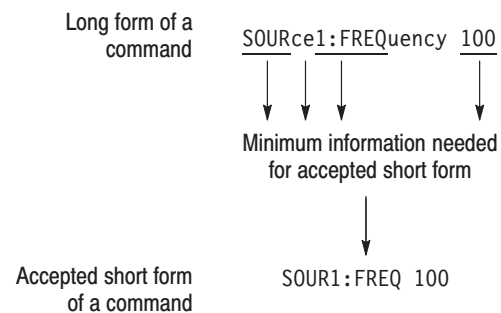 Long form of a
command
SOURce1:FREQuency 100
Minimum information needed
for accepted short form
Accepted short form
of a command
SOUR1:FREQ 100